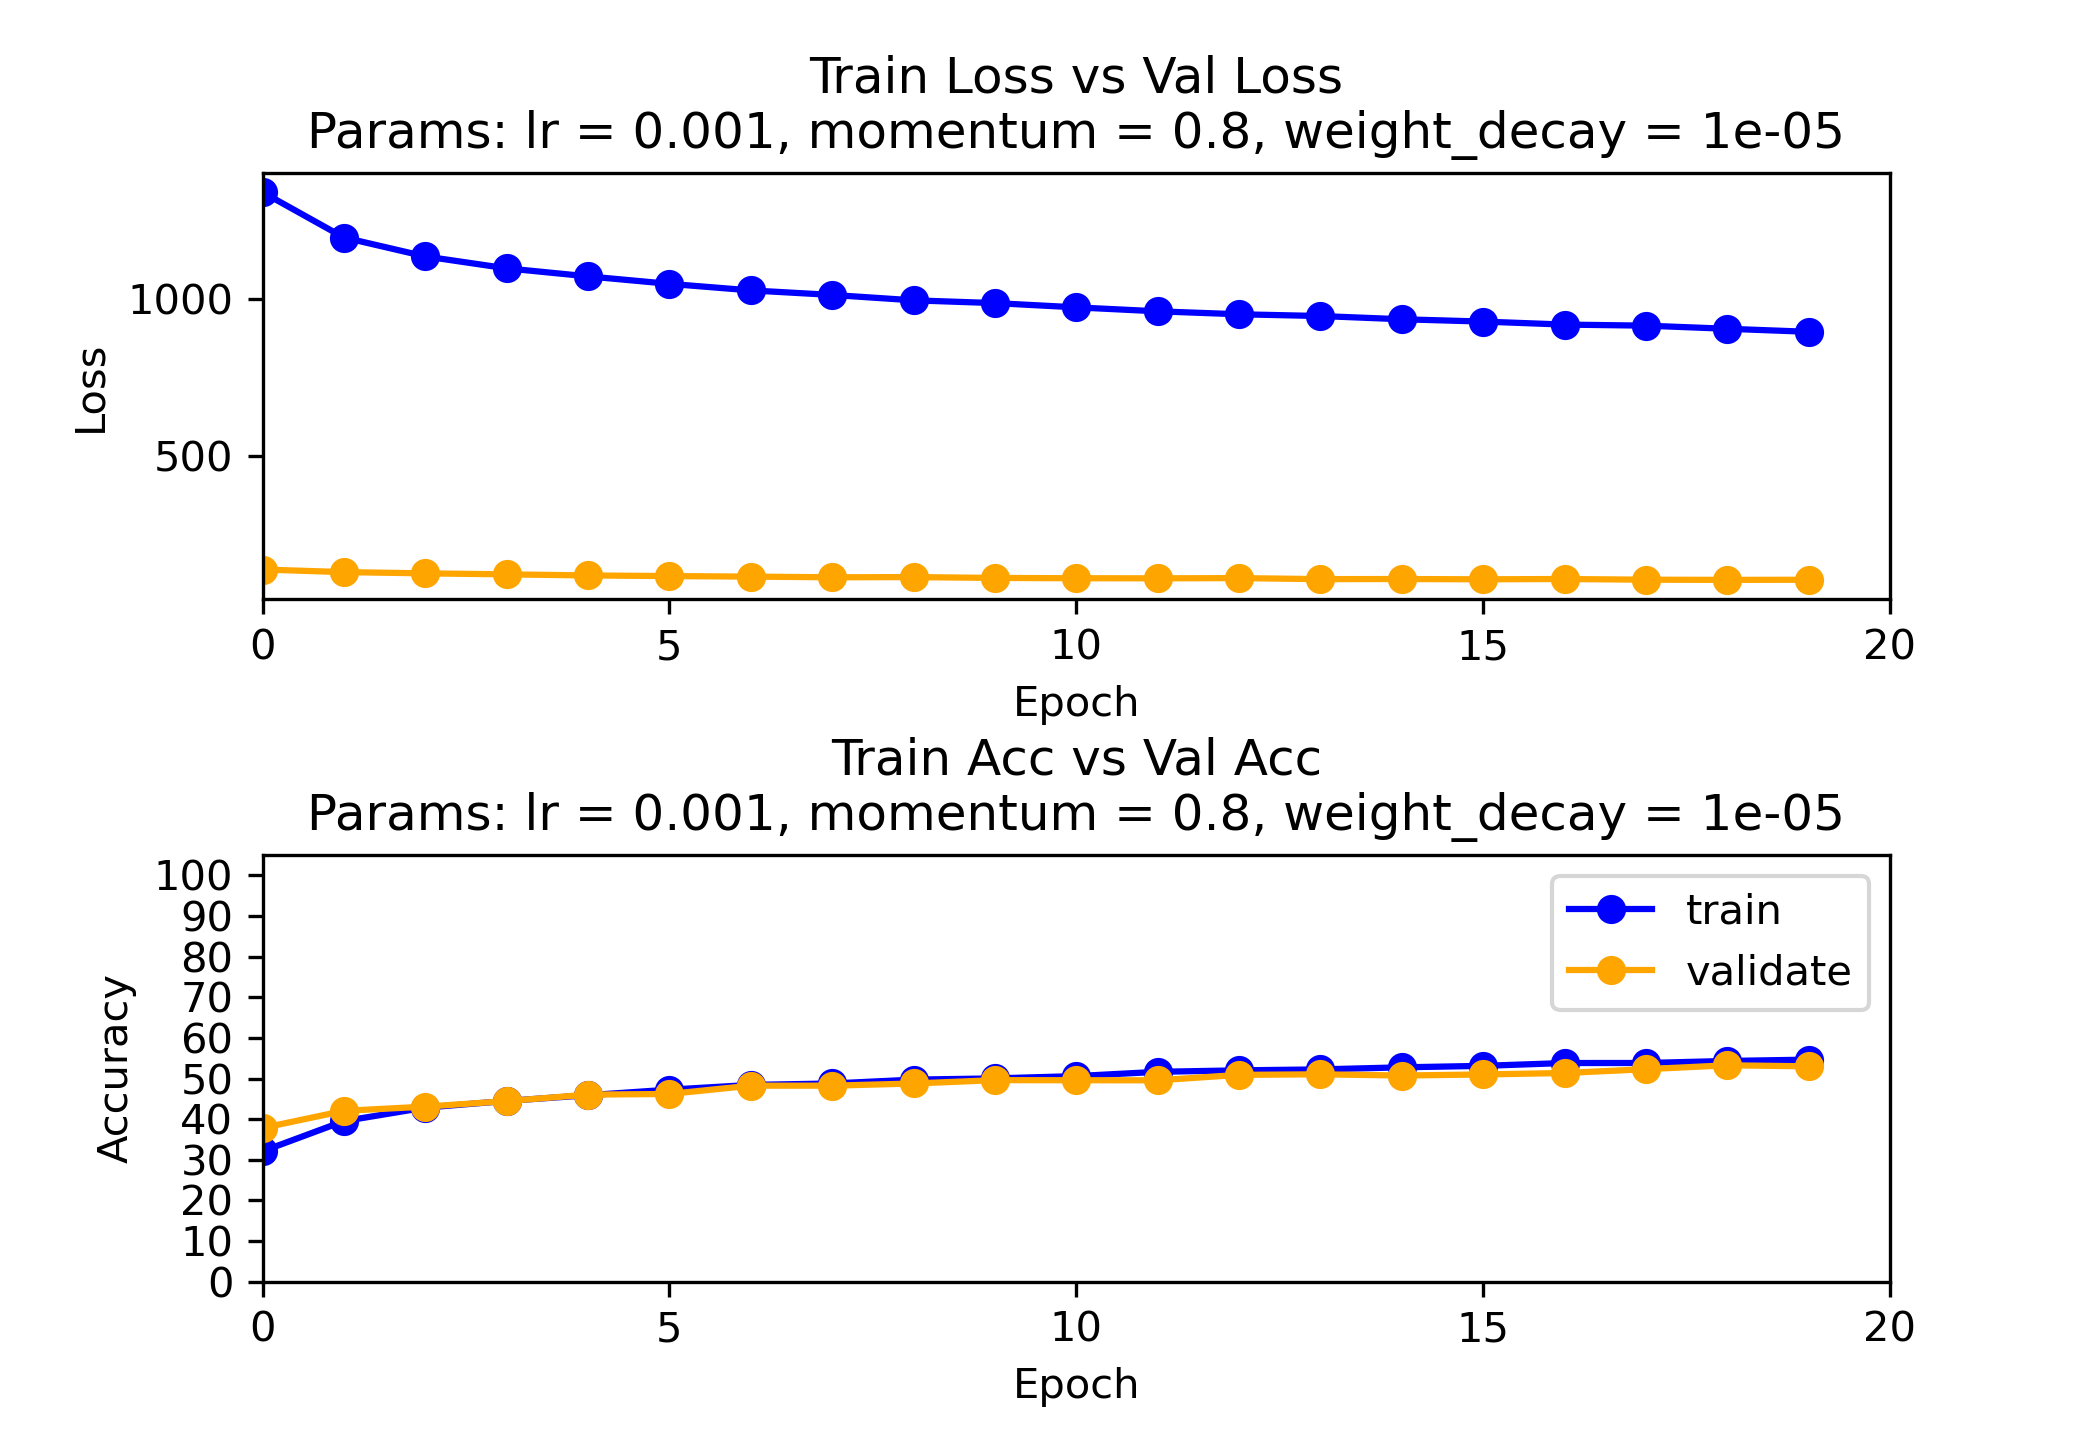 Train Loss vs Val Loss
Params: lr = 0.001, momentum = 0.8, weight_decay = 1e-05
Loss
1000
500
0 5 10 15 20
Epoch
Train Acc vs Val Acc
Params: lr = 0.001, momentum = 0.8, weight_decay = 1e-05
Accuracy
100
90
80
70
60
50
40
30
20
10
0
train
validate
0 5 10 15 20
Epoch